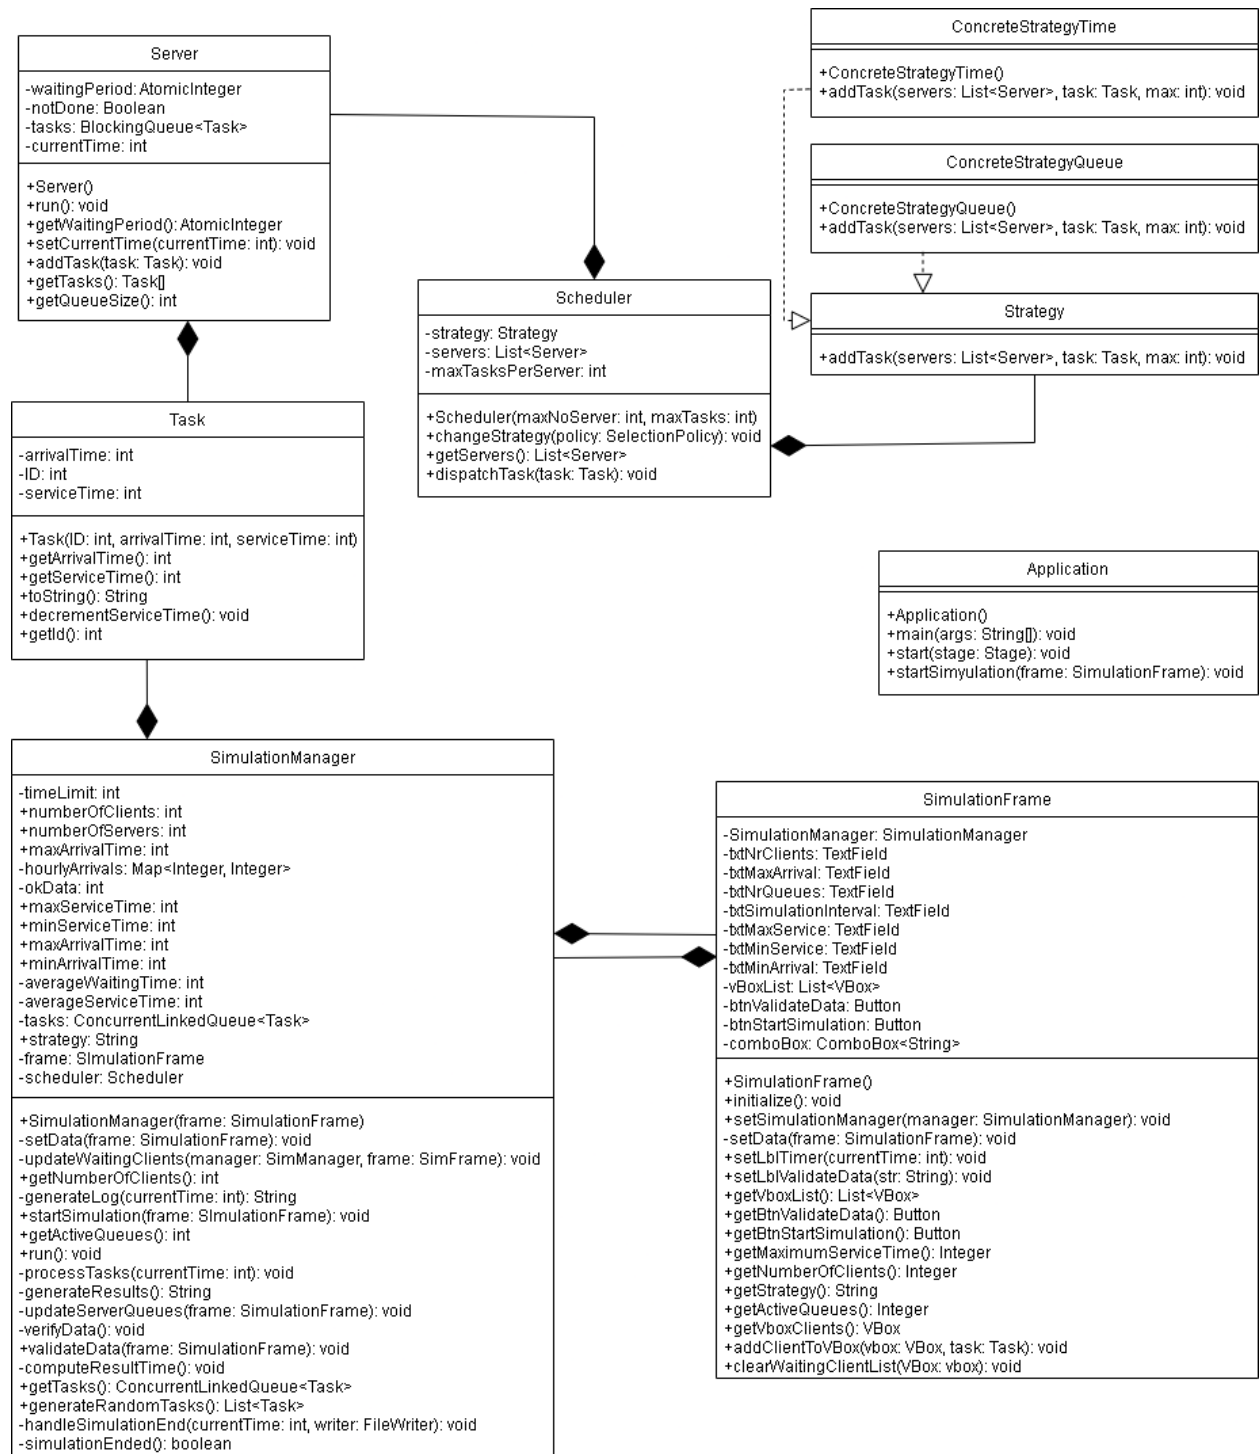 Server
-waitingPeriod: AtomicInteger
-notDone: Boolean
-tasks: BlockingQueue<Task>
-currentTime: int
+Server()
+run(): void
+getWaitingPeriod(): AtomicInteger
+setCurrentTime(currentTime: int): void
+addTask(task: Task): void
+getTasks(): Task[]
+getQueueSize(): int
ConcreteStrategyTime
+ConcreteStrategyTime()
+addTask(servers: List<Server>, task: Task, max: int): void
ConcreteStrategyQueue
+ConcreteStrategyQueue()
+addTask(servers: List<Server>, task: Task, max: int): void
Strategy
+addTask(servers: List<Server>, task: Task, max: int): void
Scheduler
-strategy: Strategy
-servers: List<Server>
-maxTasksPerServer: int
+Scheduler(maxNoServer: int, maxTasks: int)
+changeStrategy(policy: SelectionPolicy): void
+getServers(): List<Server>
+dispatchTask(task: Task): void
Task
-arrivalTime: int
-ID: int
-serviceTime: int
+Task(ID: int, arrivalTime: int, serviceTime: int)
+getArrivalTime(): int
+getServiceTime(): int
+toString(): String
+decrementServiceTime(): void
+getId(): int
Application
+Application()
+main(args: String[]): void
+start(stage: Stage): void
+startSimyulation(frame: SimulationFrame): void
SimulationManager
-timeLimit: int
+numberOfClients: int
+numberOfServers: int
+maxArrivalTime: int
-hourlyArrivals: Map<Integer, Integer>
-okData: int
+maxServiceTime: int
+minServiceTime: int
+maxArrivalTime: int
+minArrivalTime: int
-averageWaitingTime: int
-averageServiceTime: int
-tasks: ConcurrentLinkedQueue<Task>
+strategy: String
-frame: SImulationFrame
-scheduler: Scheduler
+SimulationManager(frame: SimulationFrame)
-setData(frame: SimulationFrame): void
-updateWaitingClients(manager: SimManager, frame: SimFrame): void
+getNumberOfClients(): int
-generateLog(currentTime: int): String
+startSimulation(frame: SImulationFrame): void
+getActiveQueues(): int
+run(): void
-processTasks(currentTime: int): void
-generateResults(): String
-updateServerQueues(frame: SimulationFrame): void
-verifyData(): void
+validateData(frame: SimulationFrame): void
-computeResultTime(): void
+getTasks(): ConcurrentLinkedQueue<Task>
+generateRandomTasks(): List<Task>
-handleSimulationEnd(currentTime: int, writer: FileWriter): void
-simulationEnded(): boolean
SimulationFrame
-SimulationManager: SimulationManager
-txtNrClients: TextField
-txtMaxArrival: TextField
-txtNrQueues: TextField
-txtSimulationInterval: TextField
-txtMaxService: TextField
-txtMinService: TextField
-txtMinArrival: TextField
-vBoxList: List<VBox>
-btnValidateData: Button
-btnStartSimulation: Button
-comboBox: ComboBox<String>
+SimulationFrame()
+initialize(): void
+setSimulationManager(manager: SimulationManager): void
-setData(frame: SimulationFrame): void
+setLblTimer(currentTime: int): void
+setLblValidateData(str: String): void
+getVboxList(): List<VBox>
+getBtnValidateData(): Button
+getBtnStartSimulation(): Button
+getMaximumServiceTime(): Integer
+getNumberOfClients(): Integer
+getStrategy(): String
+getActiveQueues(): Integer
+getVboxClients(): VBox
+addClientToVBox(vbox: VBox, task: Task): void
+clearWaitingClientList(VBox: vbox): void